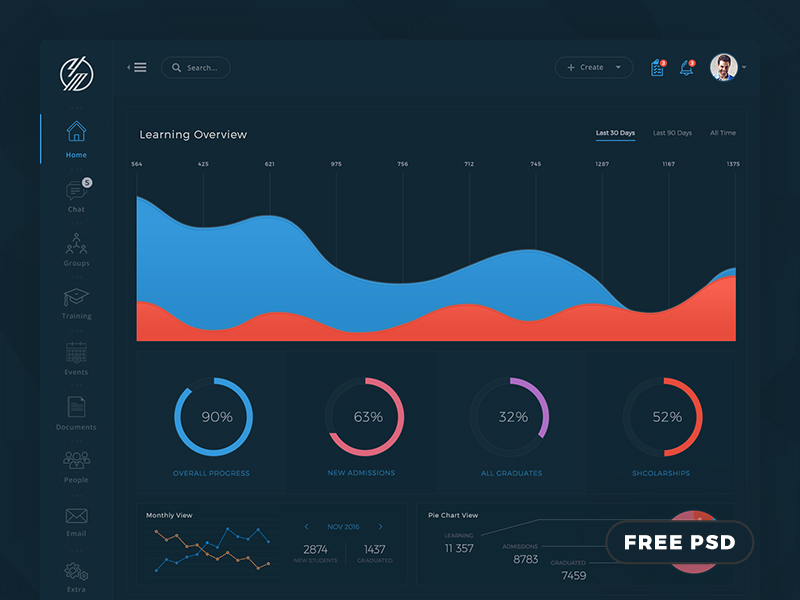 Search...
+ Create
3
3
Home
5
Chat
Groups
Training
Events
Documents
People
Email
Extra
Learning Overview
Last 30 Days
Last 90 Days
All Time
564 425 621 975 756 712 745 1287 1167 1375
90%
OVERALL PROGRESS
63%
NEW ADMISSIONS
32%
ALL GRADUATES
52%
SHCOLARSHIPS
Monthly View
NOV 2016
2874
NEW STUDENTS
1437
GRADUATED
Pie Chart View
LEARNING
11 357
ADMISSIONS
8783
GRADUATED
7459
FREE PSD